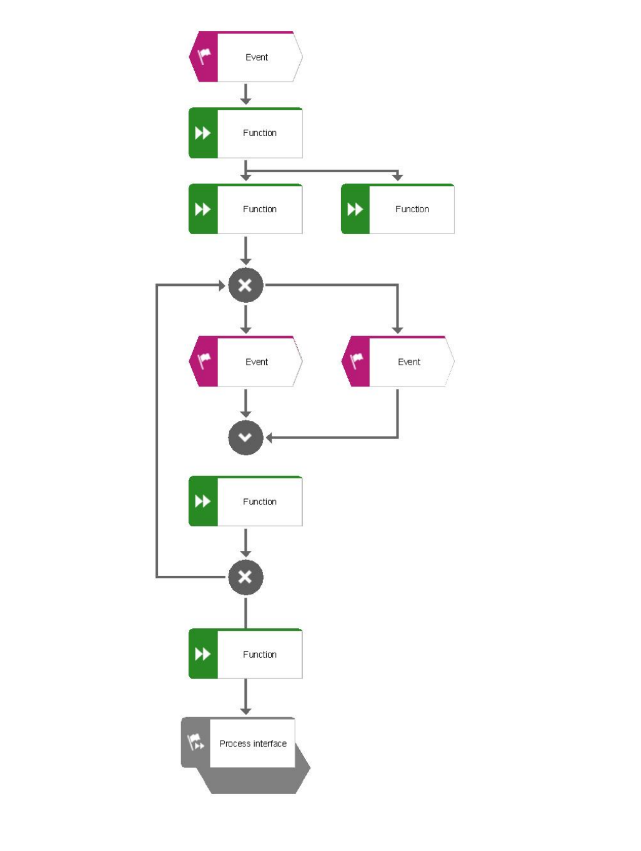 Event
Function
Function
Function
Event
Event
Function
Function
Process interface